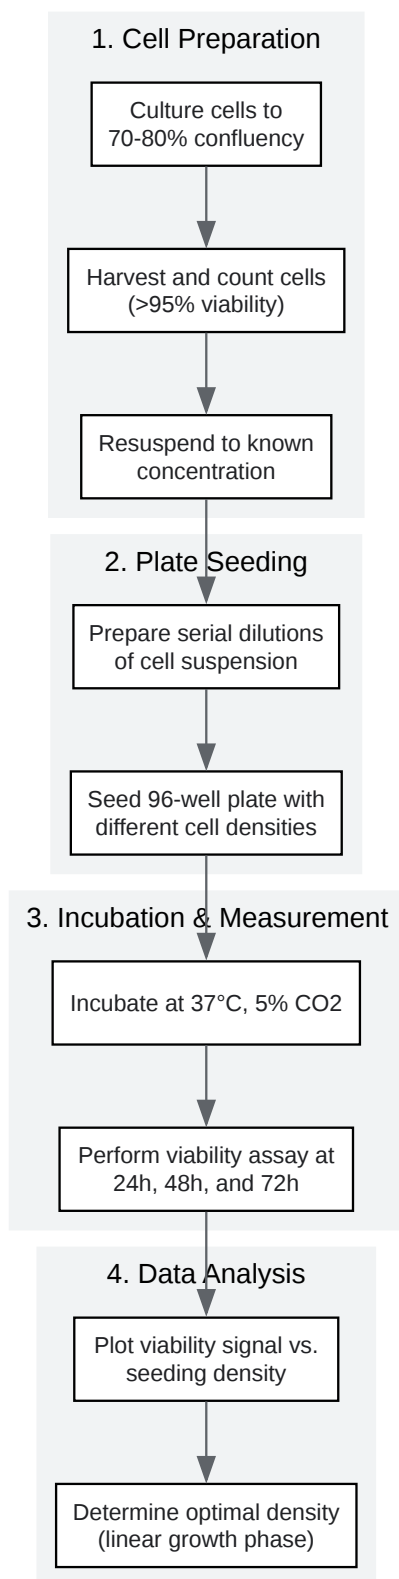 1. Cell Preparation
Culture cells to
70-80% confluency
Harvest and count cells
(>95% viability)
Resuspend to known
concentration
2. Plate Seeding
Prepare serial dilutions
of cell suspension
Seed 96-well plate with
different cell densities
3. Incubation & Measurement
Incubate at 37°C, 5% CO2
Perform viability assay at
24h, 48h, and 72h
4. Data Analysis
Plot viability signal vs.
seeding density
Determine optimal density
(linear growth phase)